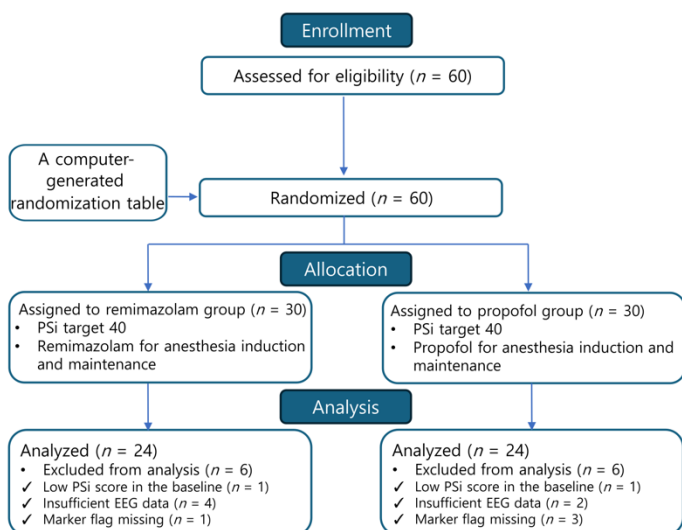 Enrollment
Assessed for eligibility (n = 60)
A
computer-
generated
randomization table
Randomized (n = 60)
Allocation
Assigned to remimazolam group (n = 30)
• PSi target 40
• Remimazolam for anesthesia induction
and maintenance
Assigned to propofol group (n = 30)
• PSi target 40
• Propofol for anesthesia induction and
maintenance
Analysis
Analyzed (n = 24)
• Excluded from analysis (n = 6)
✓ Low PSi score in the baseline (n = 1)
✓ Insufficient EEG data (n = 4)
✓ Marker flag missing (n = 1)
Analyzed (n = 24)
• Excluded from analysis (n = 6)
✓ Low PSi score in the baseline (n = 1)
✓ Insufficient EEG data (n = 2)
✓ Marker flag missing (n = 3)